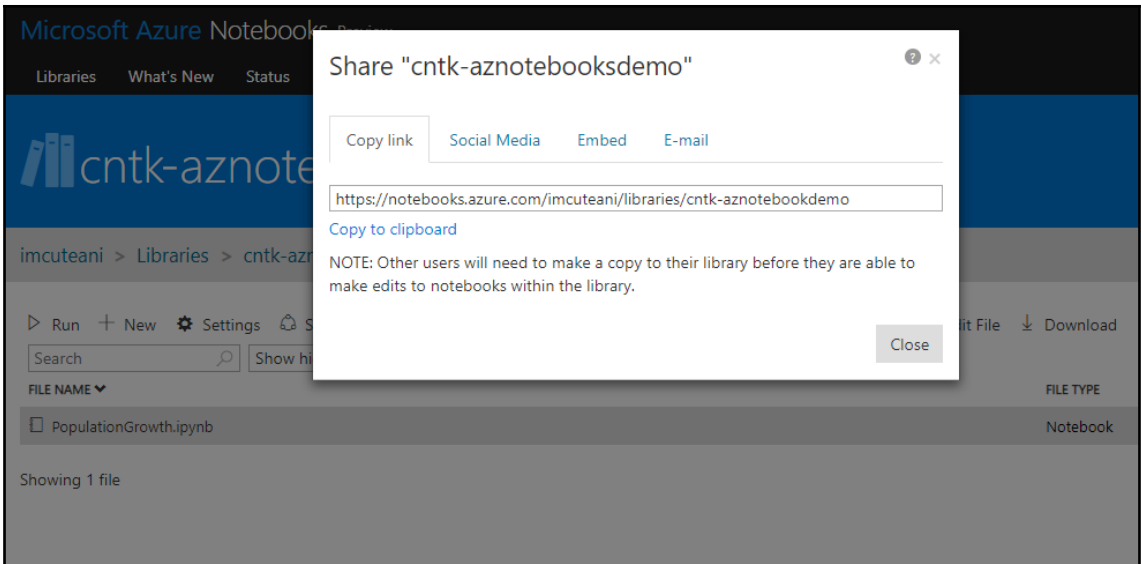 Microsoft Azure Notebooks Preview
Libraries What's New Status
cntk-aznote
imcuteani > Libraries > cntk-azn
Run New Settings S
Edit File Download
Search
Show hi
FILE NAME
FILE TYPE
PopulationGrowth.ipynb
Notebook
Showing 1 file
Share "cntk-aznotebooksdemo"
Copy link Social Media Embed E-mail
https://notebooks.azure.com/imcuteani/libraries/cntk-aznotebookdemo
Copy to clipboard
NOTE: Other users will need to make a copy to their library before they are able to
make edits to notebooks within the library.
Close